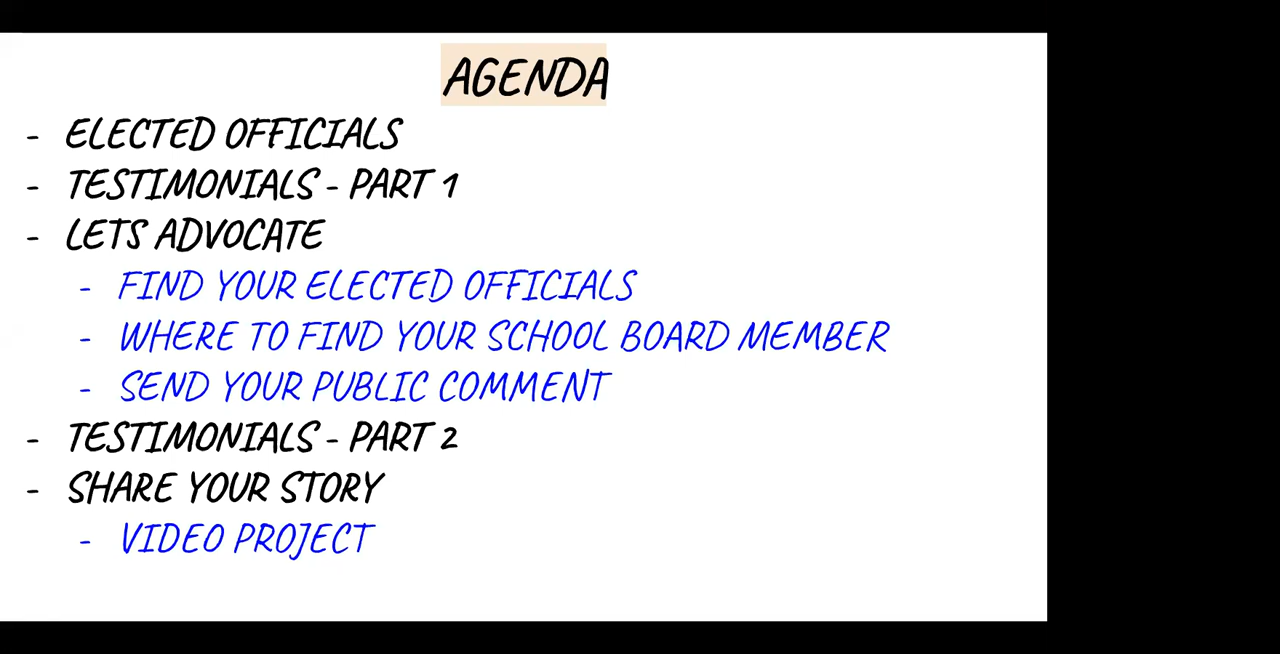 AGENDA
- ELECTED OFFICIALS
- TESTIMONIALS - PART 1
- LETS ADVOCATE
- FIND YOUR ELECTED OFFICIALS
- WHERE TO FIND YOUR SCHOOL BOARD MEMBER
- SEND YOUR PUBLIC COMMENT
- TESTIMONIALS - PART 2
- SHARE YOUR STORY
- VIDEO PROJECT